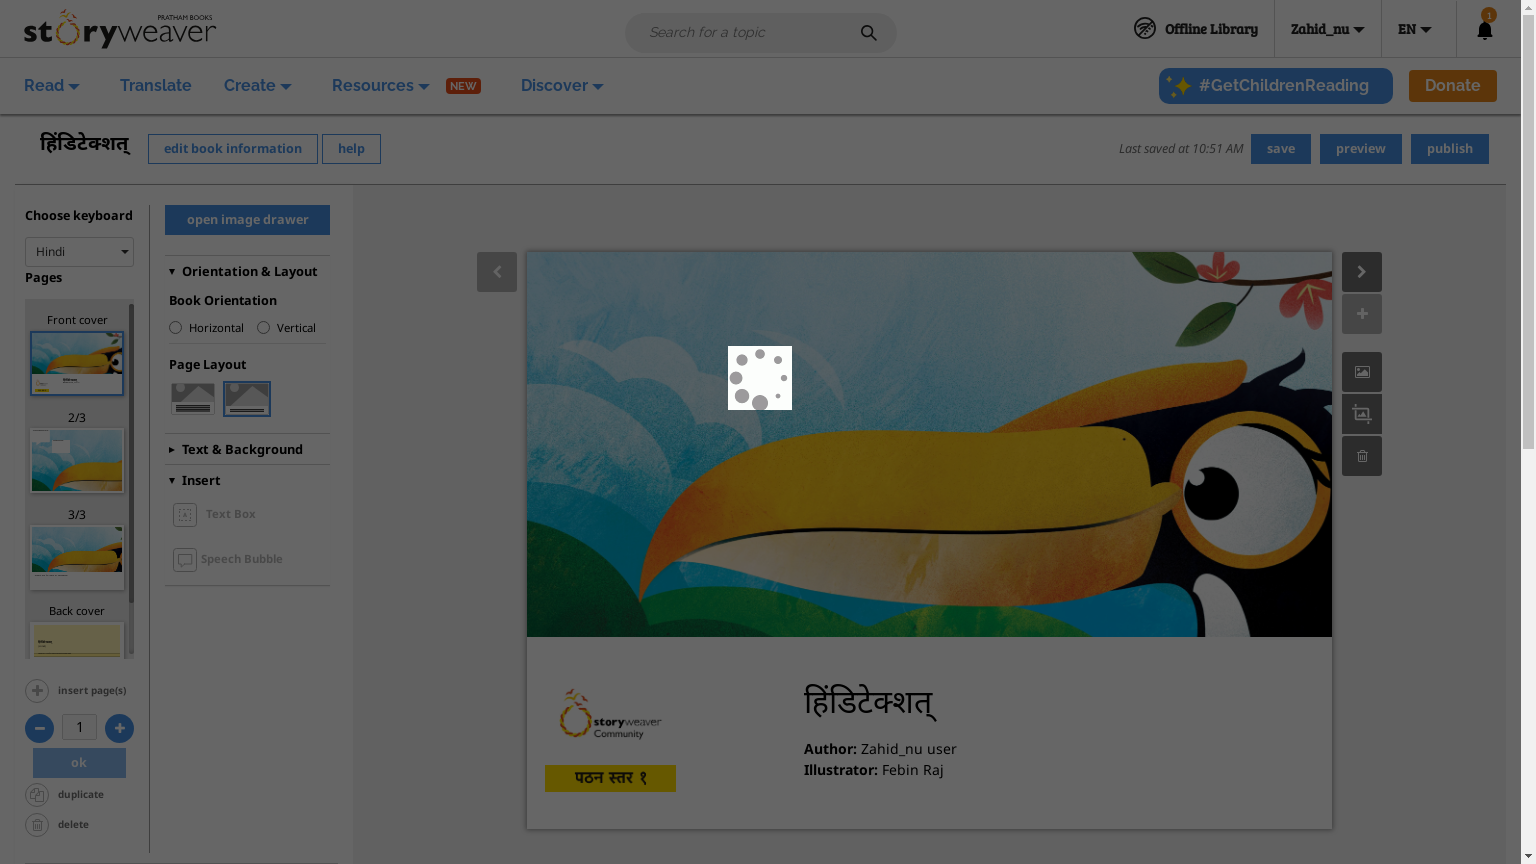 PRATHAM BOOKS
storyweaver
Search for a topic
Offline Library
Zahid_nu
EN
1
Read
Translate
Create
Resources
NEW
Discover
#GetChildrenReading
Donate
हिंडिटेक्शत्
edit book information
help
Last saved at 10:51 AM
save
preview
publish
Choose keyboard
Hindi
Pages
Front cover
2/3
3/3
Back cover
insert page(s)
1
ok
duplicate
delete
open image drawer
Orientation & Layout
Book Orientation
Horizontal
Vertical
Page Layout
Text & Background
Insert
Text Box
Speech Bubble
storyweaver
Community
पठन स्तर १
हिंडिटेक्शत्
Author: Zahid_nu user
Illustrator: Febin Raj